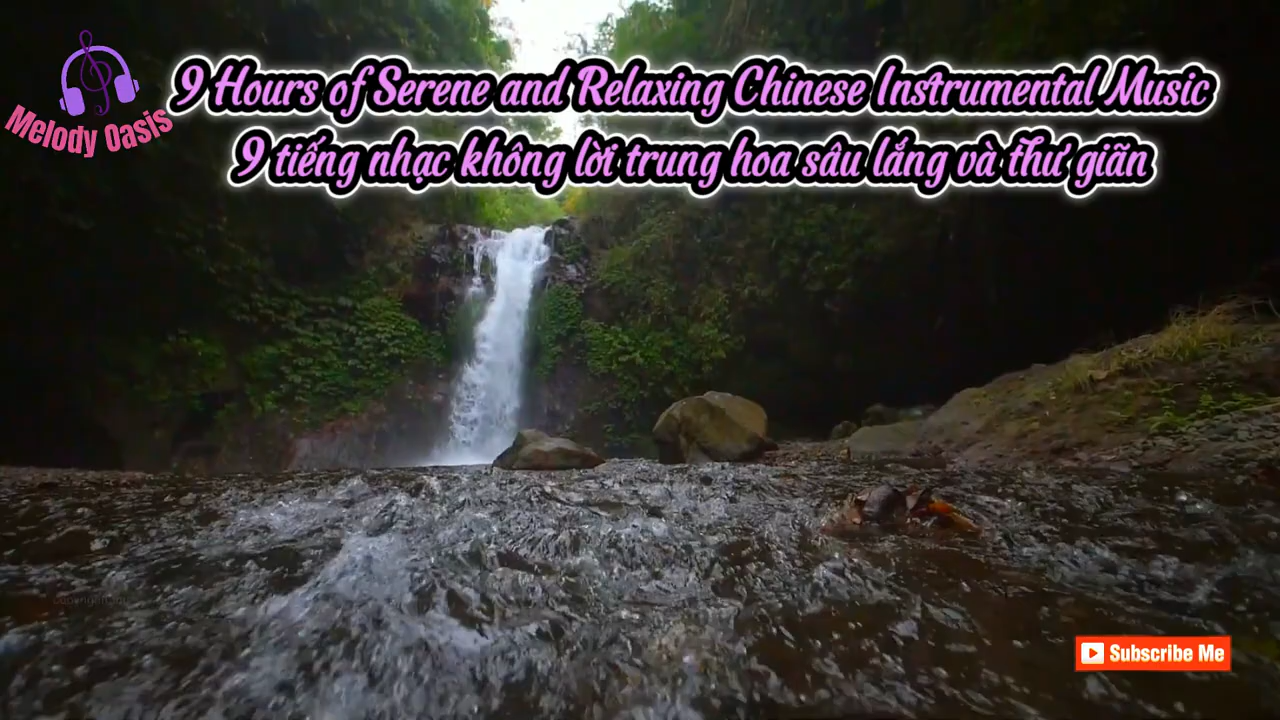 Melody Oasis
9 Hours of Serene and Relaxing Chinese Instrumental Music
9 tiếng nhạc không lời trung hoa sâu lắng và thư giãn
Subscribe Me